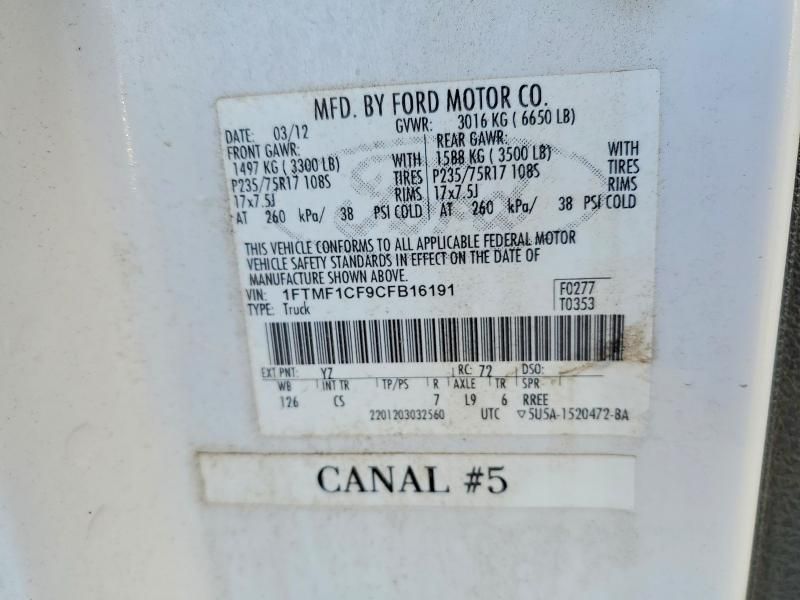 MFD. BY FORD MOTOR CO.
DATE: 03/12 GVWR: 3016 KG ( 6650 LB)
FRONT GAWR: REAR GAWR:
1497 KG ( 3300 LB) WITH 1588 KG ( 3500 LB) WITH
P235/75R17 108S TIRES P235/75R17 108S TIRES
17x7.5J RIMS 17x7.5J RIMS
AT 260 kPa/ 38 PSI COLD AT 260 kPa/ 38 PSI COLD
THIS VEHICLE CONFORMS TO ALL APPLICABLE FEDERAL MOTOR
VEHICLE SAFETY STANDARDS IN EFFECT ON THE DATE OF
MANUFACTURE SHOWN ABOVE.
VIN: 1FTMF1CF9CFB16191 F0277
TYPE: Truck T0353
EXT PNT: YZ RC: 72 DSO:
WB INT TR TP/PS R AXLE TR SPR
126 CS 7 L9 6 RREE
2201203032560 UTC ▽5U5A-1520472-BA
CANAL #5